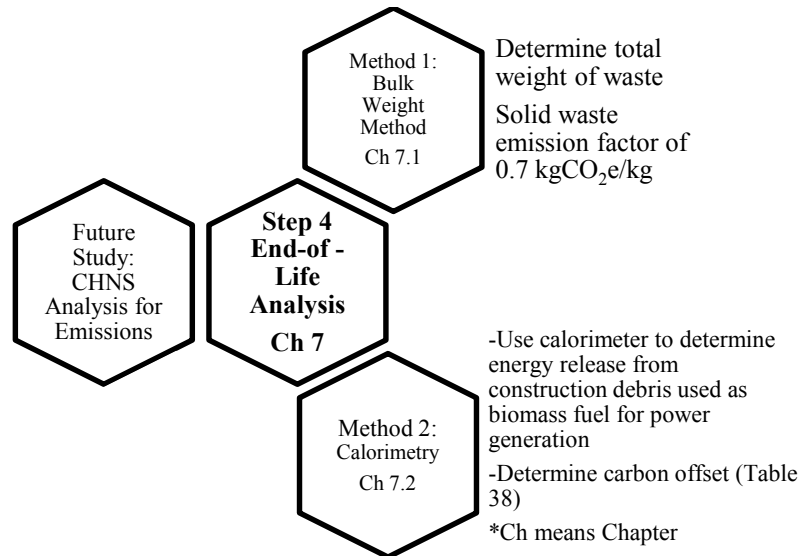 Method 1:
Bulk
Weight
Method
Ch 7.1
Determine total
weight of waste
Solid waste
emission factor of
0.7 kgCO₂e/kg
Future
Study:
CHNS
Analysis for
Emissions
Step 4
End-of -
Life
Analysis
Ch 7
Method 2:
Calorimetry
Ch 7.2
-Use calorimeter to determine
energy release from
construction debris used as
biomass fuel for power
generation
-Determine carbon offset (Table
38)
*Ch means Chapter